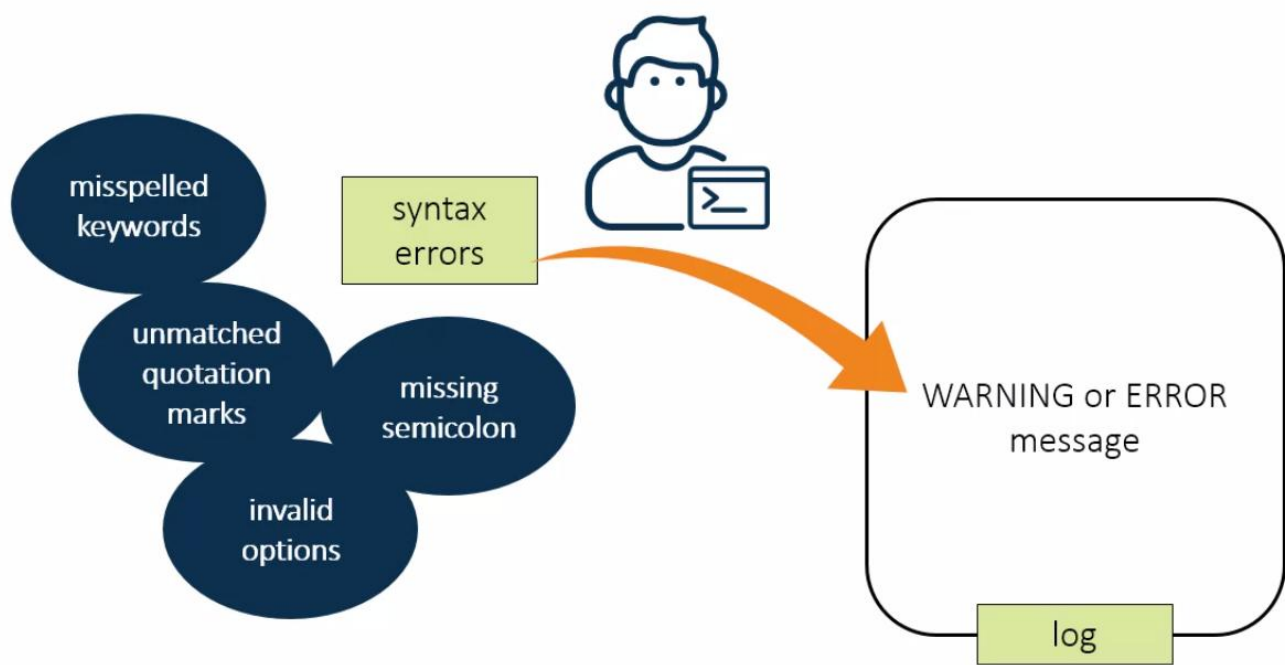 misspelled
keywords
syntax
errors
unmatched
quotation
marks
missing
semicolon
invalid
options
WARNING or ERROR
message
log